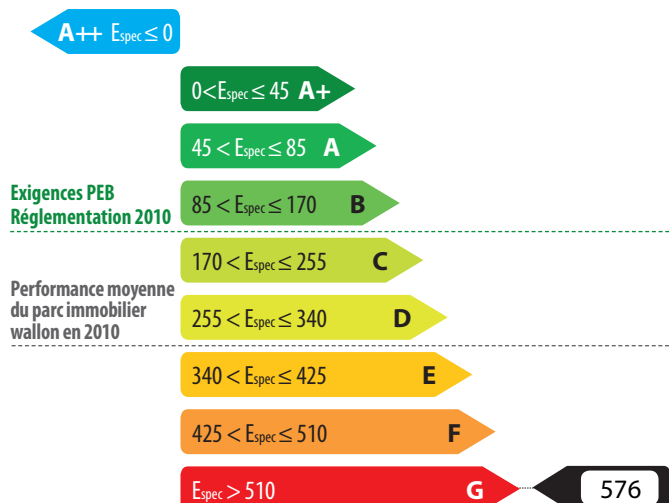 A++ Espec ≤ 0
0<Espec ≤ 45 A+
45 < Espec ≤ 85 A
Exigences PEB
Réglementation 2010
85 < Espec ≤ 170 B
170 < Espec ≤ 255 C
Performance moyenne
du parc immobilier
wallon en 2010
255 < Espec ≤ 340 D
340 < Espec ≤ 425 E
425 < Espec ≤ 510 F
Espec > 510 G 576